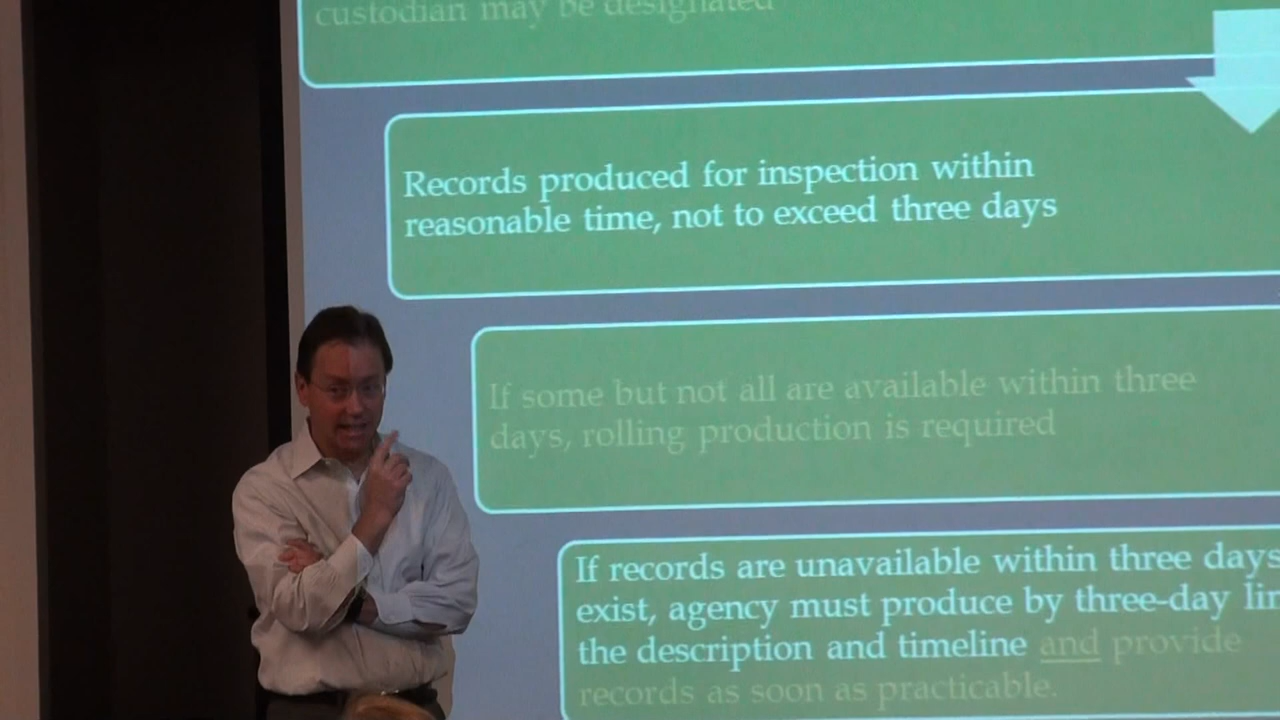 custodian may be designated
Records produced for inspection within
reasonable time, not to exceed three days
If some but not all are available within three
days, rolling production is required
If records are unavailable within three days
exist, agency must produce by three-day
the description and timeline and provide
records as soon as practicable.